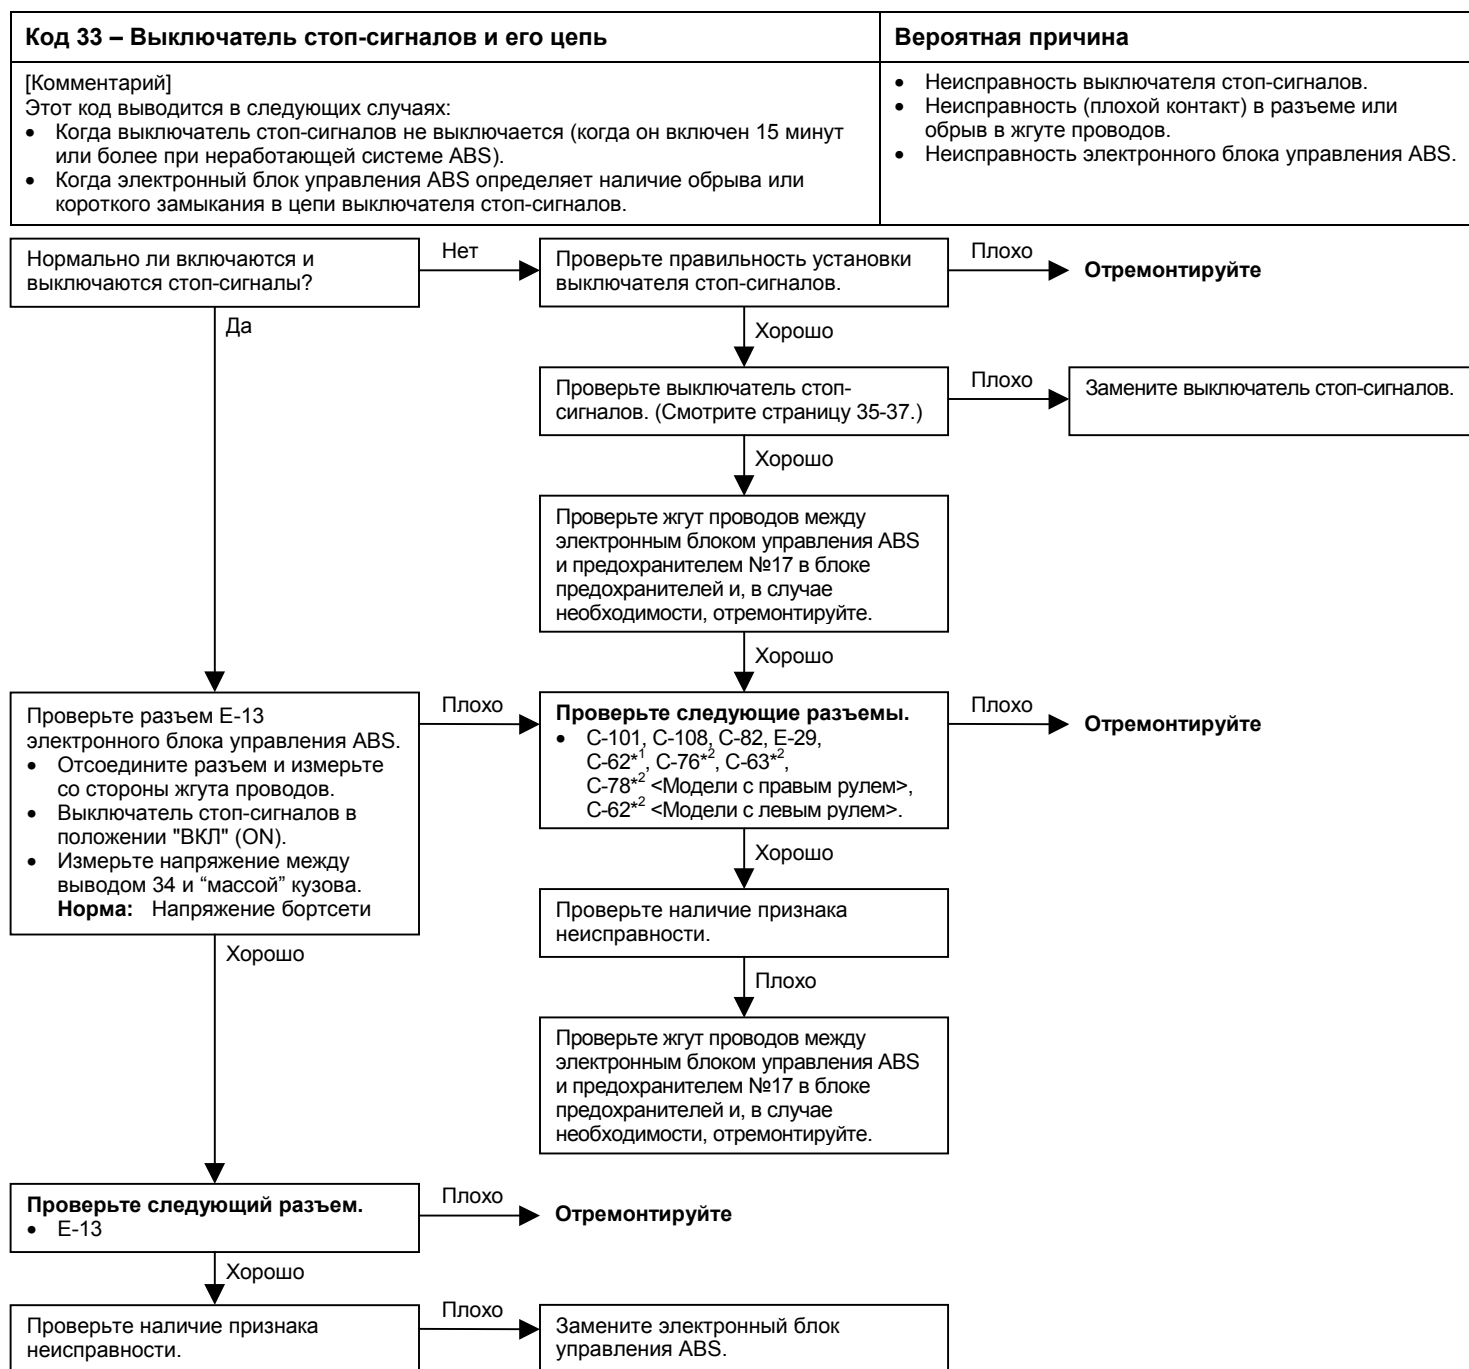 Код 33 – Выключатель стоп-сигналов и его цепь
Вероятная причина
[Комментарий]
Этот код выводится в следующих случаях:
• Когда выключатель стоп-сигналов не выключается (когда он включен 15 минут
или более при неработающей системе ABS).
• Когда электронный блок управления ABS определяет наличие обрыва или
короткого замыкания в цепи выключателя стоп-сигналов.
• Неисправность выключателя стоп-сигналов.
• Неисправность (плохой контакт) в разъеме или
обрыв в жгуте проводов.
• Неисправность электронного блока управления ABS.
Нормально ли включаются и
выключаются стоп-сигналы?
Нет
Проверьте правильность установки
выключателя стоп-сигналов.
Плохо
Отремонтируйте
Да
Хорошо
Проверьте выключатель стоп-
сигналов. (Смотрите страницу 35-37.)
Плохо
Замените выключатель стоп-сигналов.
Хорошо
Проверьте жгут проводов между
электронным блоком управления ABS
и предохранителем №17 в блоке
предохранителей и, в случае
необходимости, отремонтируйте.
Хорошо
Проверьте разъем E-13
электронного блока управления ABS.
• Отсоедините разъем и измерьте
со стороны жгута проводов.
• Выключатель стоп-сигналов в
положении "ВКЛ" (ON).
• Измерьте напряжение между
выводом 34 и “массой” кузова.
Норма: Напряжение бортсети
Плохо
Проверьте следующие разъемы.
• C-101, C-108, C-82, E-29,
C-62*1, C-76*2, C-63*2,
C-78*2 <Модели с правым рулем>,
C-62*2 <Модели с левым рулем>.
Плохо
Отремонтируйте
Хорошо
Проверьте наличие признака
неисправности.
Плохо
Проверьте жгут проводов между
электронным блоком управления ABS
и предохранителем №17 в блоке
предохранителей и, в случае
необходимости, отремонтируйте.
Хорошо
Проверьте следующий разъем.
• E-13
Плохо
Отремонтируйте
Хорошо
Проверьте наличие признака
неисправности.
Плохо
Замените электронный блок
управления ABS.